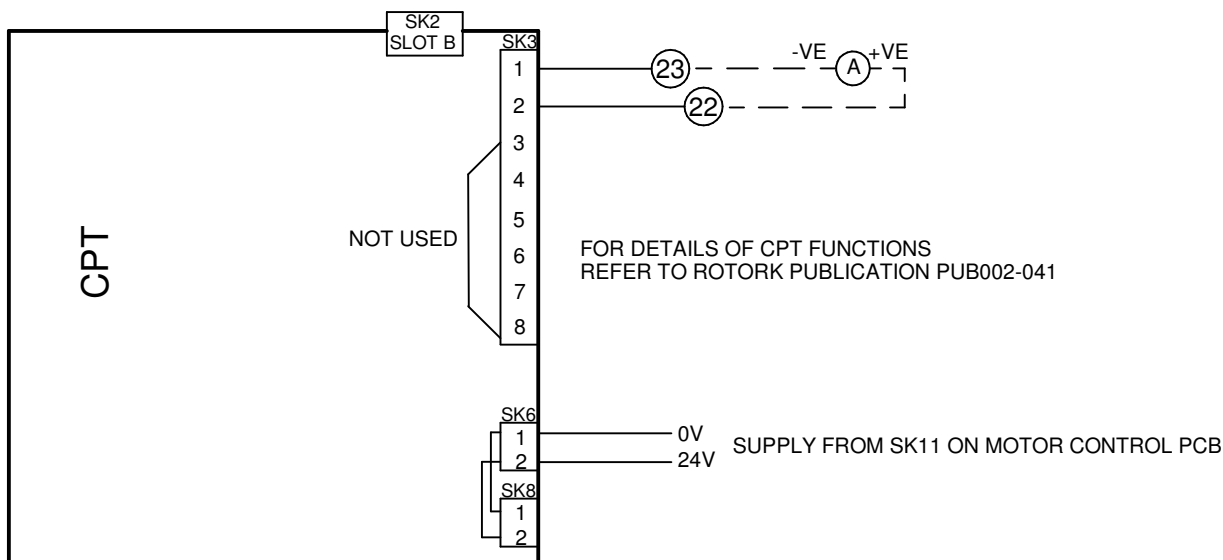 SK2
SLOT B
SK3
1
2
3
4
5
6
7
8
23
-VE
A
+VE
22
CPT
NOT USED
FOR DETAILS OF CPT FUNCTIONS
REFER TO ROTORK PUBLICATION PUB002-041
SK6
1
2
0V
24V
SUPPLY FROM SK11 ON MOTOR CONTROL PCB
SK8
1
2